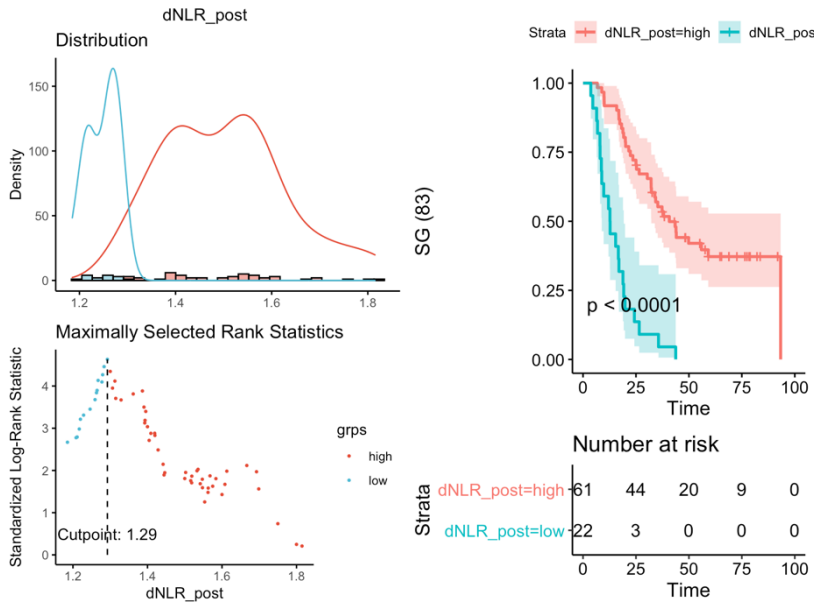 dNLR_post
Distribution
Density
150
100
50
0
1.2 1.4 1.6 1.8
Maximally Selected Rank Statistics
Standardized Log-Rank Statistic
4
3
2
1
0
Cutpoint: 1.29
1.2 1.4 1.6 1.8
dNLR_post
grps
high
low
Strata dNLR_post=high dNLR_pos
SG (83)
1.00
0.75
0.50
0.25
0.00
p < 0.0001
0 25 50 75 100
Time
Number at risk
Strata
dNLR_post=high 61 44 20 9 0
dNLR_post=low 22 3 0 0 0
0 25 50 75 100
Time